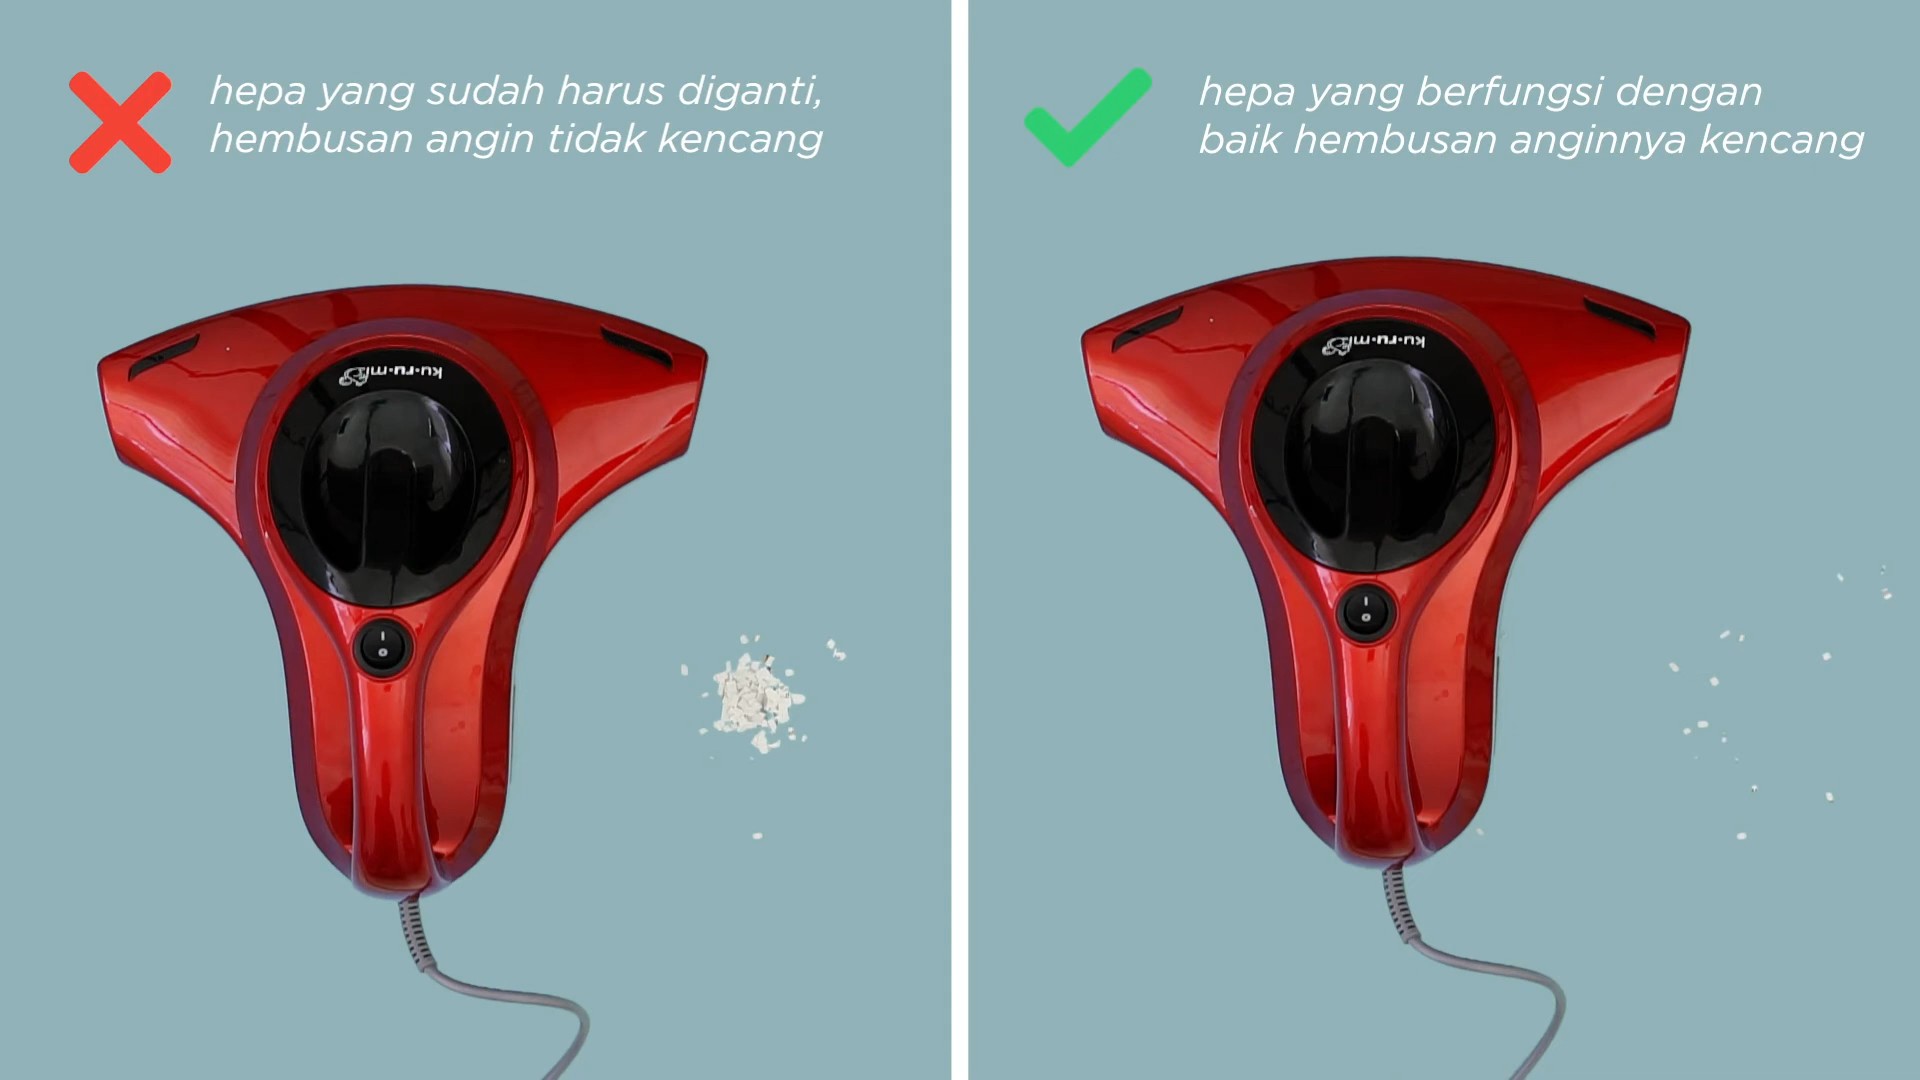 hepa yang sudah harus diganti,
hembusan angin tidak kencang
hepa yang berfungsi dengan
baik hembusan anginnya kencang
ku·ru·mi
I
O
ku·ru·mi
I
O